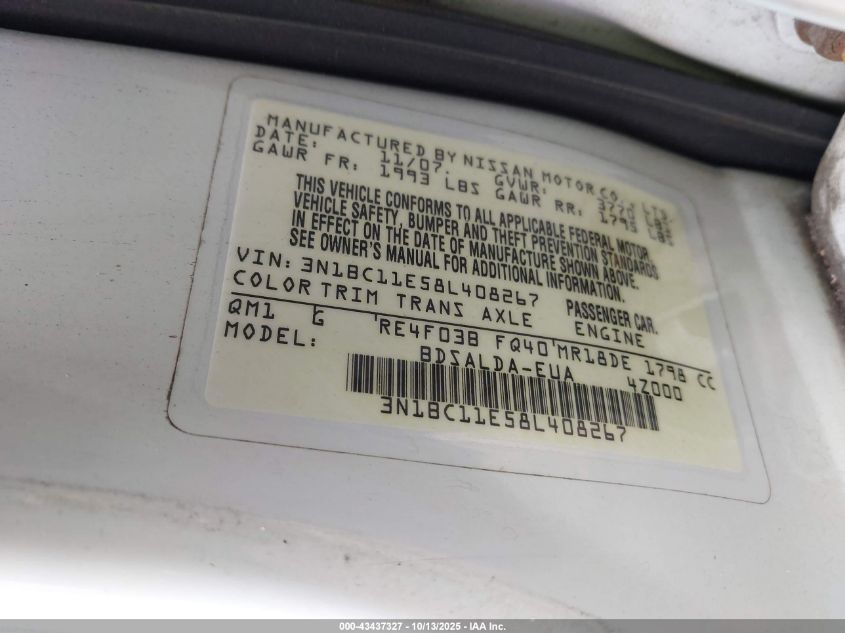 MANUFACTURED BY NISSAN MOTOR CO.,
DATE: 11/07. GVWR:
GAWR FR: 1993 LBS GAWR RR:
THIS VEHICLE CONFORMS TO ALL APPLICABLE FEDERAL MOTOR
VEHICLE SAFETY, BUMPER AND THEFT PREVENTION STANDARDS
IN EFFECT ON THE DATE OF MANUFACTURE SHOWN ABOVE.
SEE OWNER'S MANUAL FOR ADDITIONAL INFORMATION.
VIN: 3N1BC11E58L408267 PASSENGER CAR.
COLOR TRIM TRANS AXLE ENGINE
QM1 G RE4F03B FQ40 MR18DE 1798 CC
MODEL: BDSALDA-EUA 4Z000
3N1BC11E58L408267
000-43437327 | 10/13/2025 - IAA Inc.